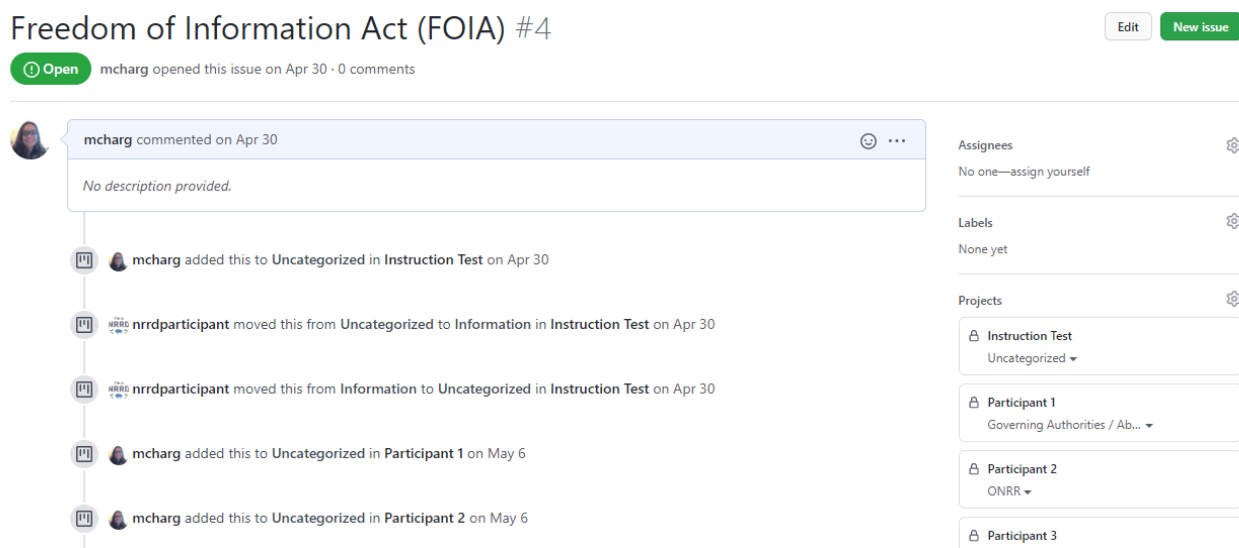 Freedom of Information Act (FOIA) #4
Edit
New issue
Open
mcharg opened this issue on Apr 30 · 0 comments
mcharg commented on Apr 30
No description provided.
mcharg added this to Uncategorized in Instruction Test on Apr 30
nrrdparticipant moved this from Uncategorized to Information in Instruction Test on Apr 30
nrrdparticipant moved this from Information to Uncategorized in Instruction Test on Apr 30
mcharg added this to Uncategorized in Participant 1 on May 6
mcharg added this to Uncategorized in Participant 2 on May 6
Assignees
No one—assign yourself
Labels
None yet
Projects
Instruction Test
Uncategorized
Participant 1
Governing Authorities / Ab...
Participant 2
ONRR
Participant 3